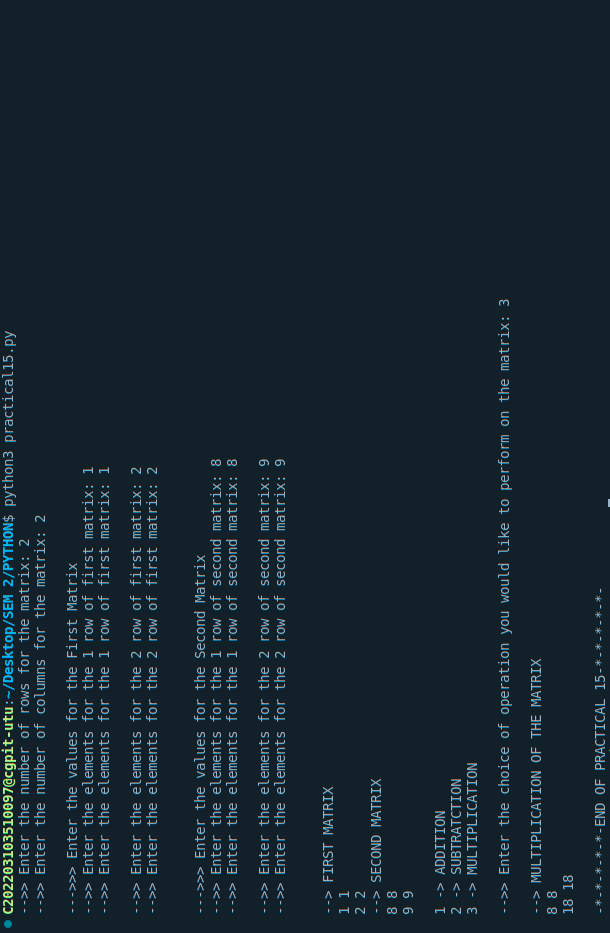 C202203103510097@cgpit-utu:~/Desktop/SEM 2/PYTHON$ python3 practical15.py
-->> Enter the number of rows for the matrix: 2
-->> Enter the number of columns for the matrix: 2
--->>> Enter the values for the First Matrix
-->> Enter the elements for the 1 row of first matrix: 1
-->> Enter the elements for the 1 row of first matrix: 1
-->> Enter the elements for the 2 row of first matrix: 2
-->> Enter the elements for the 2 row of first matrix: 2
--->>> Enter the values for the Second Matrix
-->> Enter the elements for the 1 row of second matrix: 8
-->> Enter the elements for the 1 row of second matrix: 8
-->> Enter the elements for the 2 row of second matrix: 9
-->> Enter the elements for the 2 row of second matrix: 9
--> FIRST MATRIX
1 1
2 2
--> SECOND MATRIX
8 8
9 9
1 -> ADDITION
2 -> SUBTRATCTION
3 -> MULTIPLICATION
-->> Enter the choice of operation you would like to perform on the matrix: 3
--> MULTIPLICATION OF THE MATRIX
8 8
18 18
-*-*-*-*-*-END OF PRACTICAL 15-*-*-*-*-*-